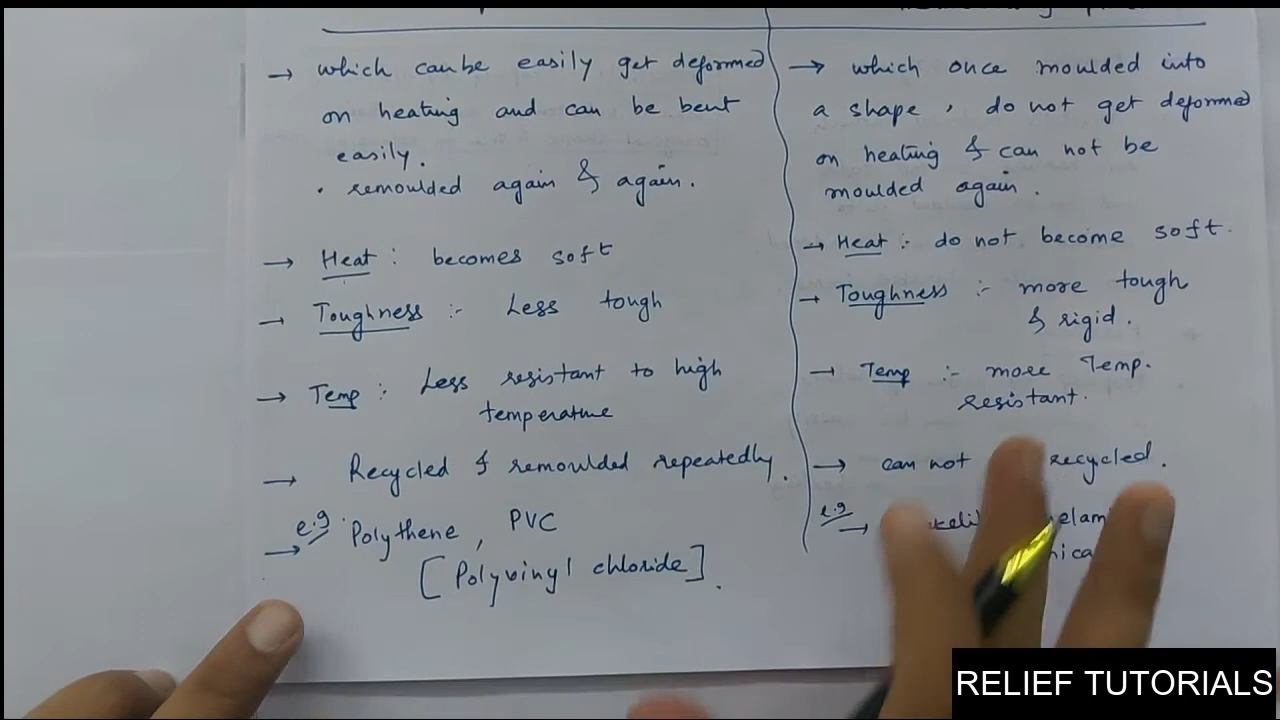 → which canbe easily get deformed
on heating and can be bent
easily.
. remoulded again & again.
→ Heat : becomes soft
→ Toughness :- Less tough
→ Temp : Less resistant to high
temperature
→ Recycled & remoulded repeatedly.
→ e.g Polythene, PVC
[Polyvinyl chloride].
→ which once moulded into
a shape, do not get deformed
on heating & can not be
moulded again.
→ Heat :- do not become soft.
→ Toughness :- more tough
& rigid.
→ Temp :- more Temp.
resistant.
→ can not recycled.
e.g →
RELIEF TUTORIALS